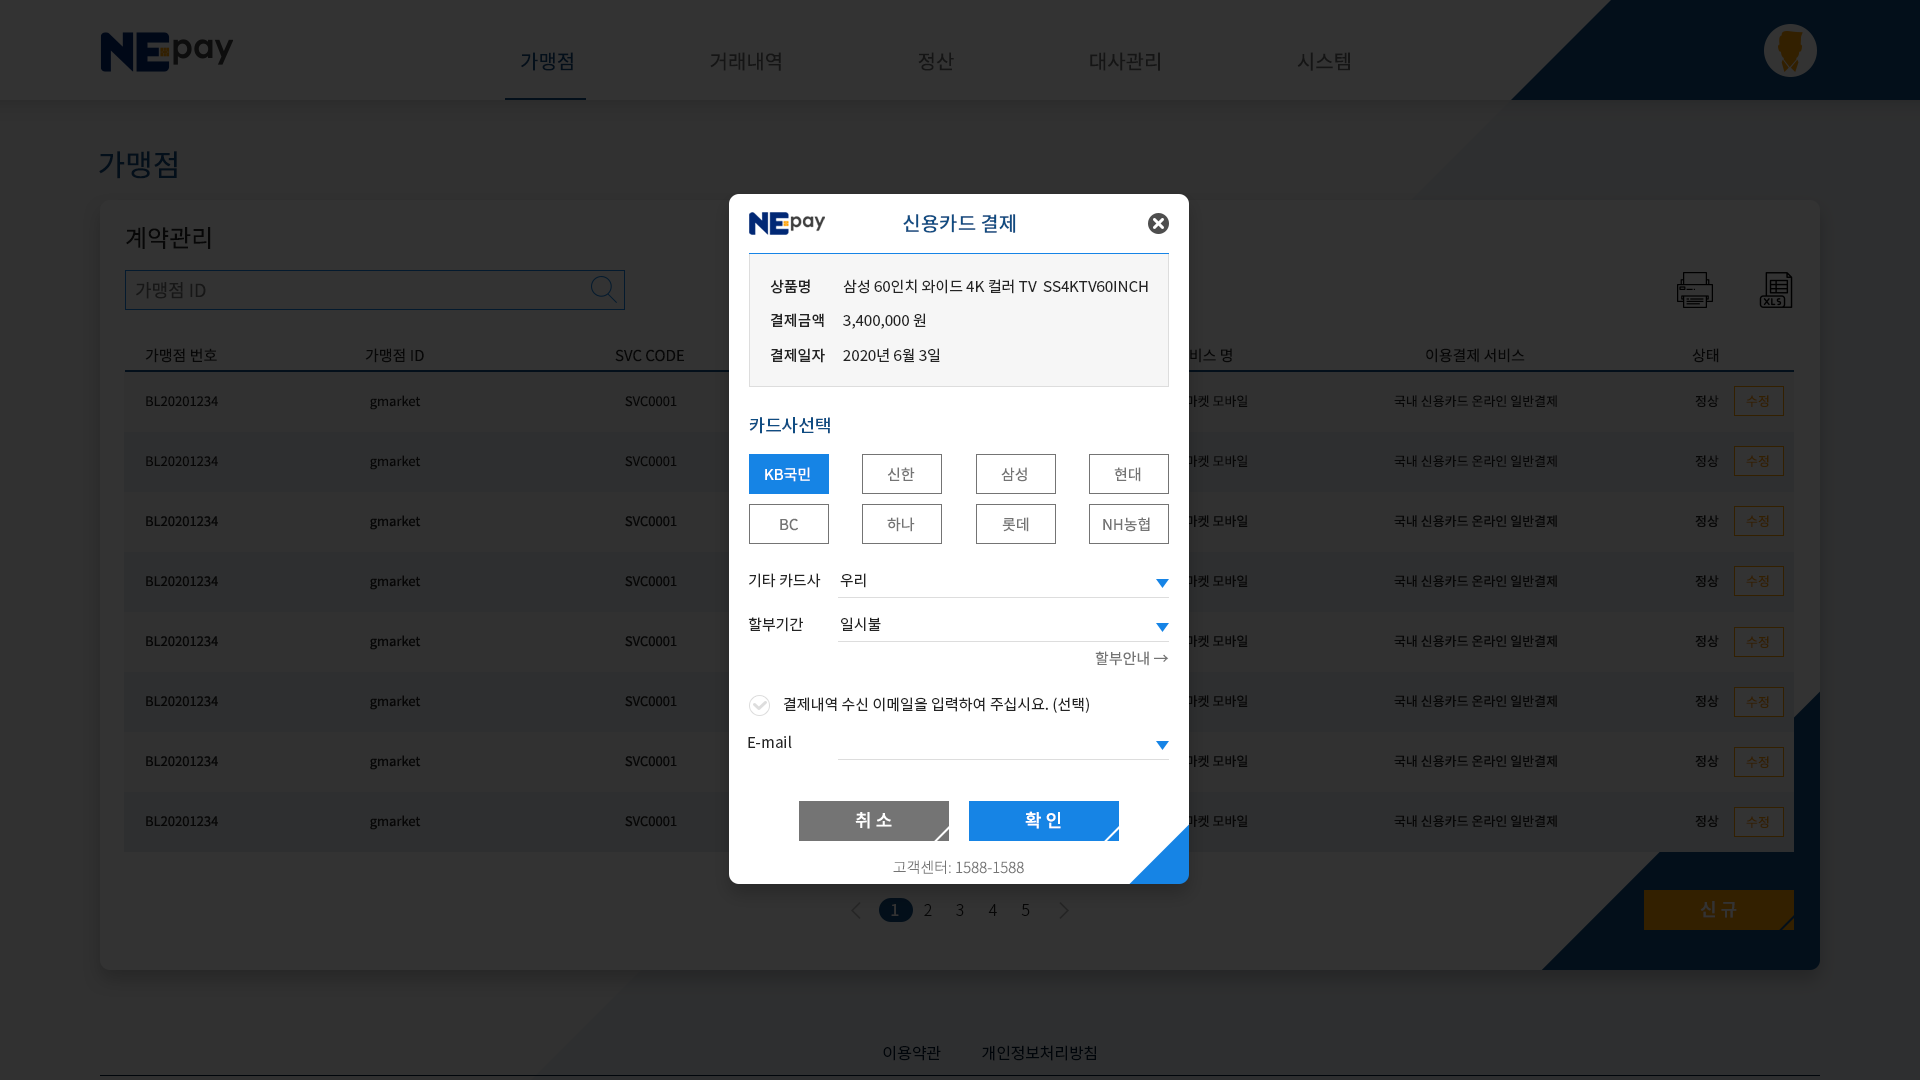 NEpay
가맹점
거래내역
정산
대사관리
시스템
가맹점
계약관리
가맹점 ID
XLS
가맹점 번호
가맹점 ID
SVC CODE
비스 명
이용결제 서비스
상태
BL20201234 gmarket SVC0001 마켓 모바일 국내 신용카드 온라인 일반결제 정상 수정
BL20201234 gmarket SVC0001 마켓 모바일 국내 신용카드 온라인 일반결제 정상 수정
BL20201234 gmarket SVC0001 마켓 모바일 국내 신용카드 온라인 일반결제 정상 수정
BL20201234 gmarket SVC0001 마켓 모바일 국내 신용카드 온라인 일반결제 정상 수정
BL20201234 gmarket SVC0001 마켓 모바일 국내 신용카드 온라인 일반결제 정상 수정
BL20201234 gmarket SVC0001 마켓 모바일 국내 신용카드 온라인 일반결제 정상 수정
BL20201234 gmarket SVC0001 마켓 모바일 국내 신용카드 온라인 일반결제 정상 수정
BL20201234 gmarket SVC0001 마켓 모바일 국내 신용카드 온라인 일반결제 정상 수정
1 2 3 4 5
신 규
NEpay
신용카드 결제
상품명 삼성 60인치 와이드 4K 컬러 TV SS4KTV60INCH
결제금액 3,400,000 원
결제일자 2020년 6월 3일
카드사선택
KB국민 신한 삼성 현대
BC 하나 롯데 NH농협
기타 카드사 우리
할부기간 일시불
할부안내 →
결제내역 수신 이메일을 입력하여 주십시요. (선택)
E-mail
취 소 확 인
고객센터: 1588-1588
이용약관 개인정보처리방침